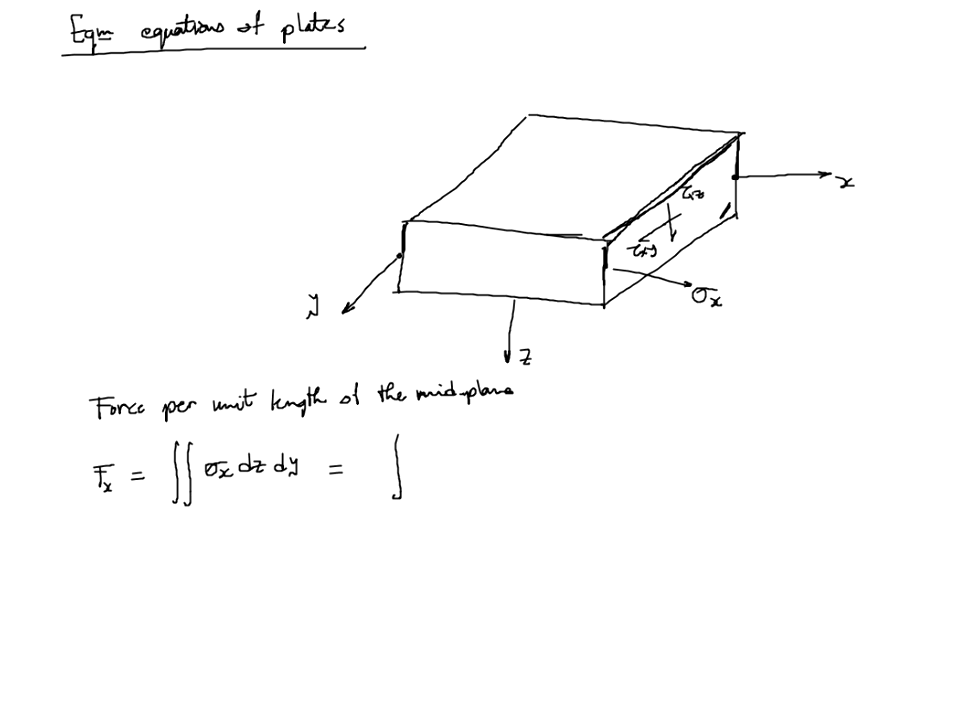 Eqm equations of plates
x
τxz
τxy
σx
y
z
Force per unit length of the mid-plane
Fx = ∬ σx dz dy = ∫